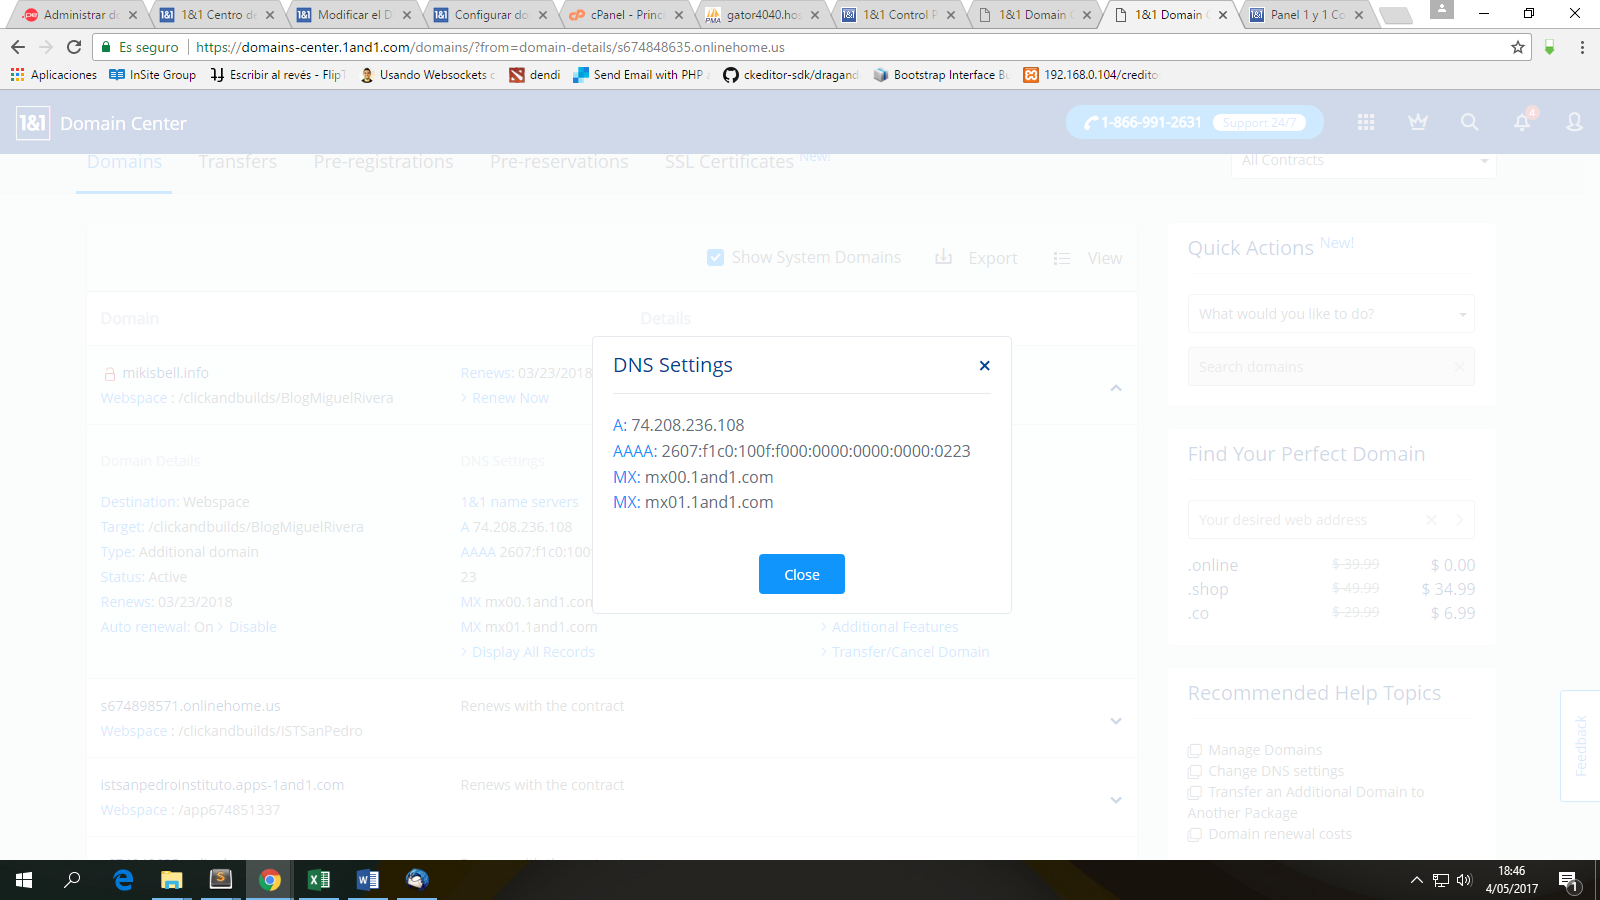 Administrar do
1&1 Centro de
Modificar el D
Configurar do
cPanel - Princi
gator4040.hos
1&1 Control P
1&1 Domain C
1&1 Domain C
Panel 1 y 1 Co
Es seguro
https://domains-center.1and1.com/domains/?from=domain-details/s674848635.onlinehome.us
Aplicaciones
InSite Group
Escribir al revés - FlipT
Usando Websockets c
dendi
Send Email with PHP a
ckeditor-sdk/dragand
Bootstrap Interface Bu
192.168.0.104/credito
1&1 Domain Center
1-866-991-2631 Support 24/7
4
Domains
Transfers
Pre-registrations
Pre-reservations
SSL Certificates New!
All Contracts
Show System Domains
Export
View
Domain
Details
mikisbell.info
Webspace : /clickandbuilds/BlogMiguelRivera
Renews: 03/23/2018
› Renew Now
Domain Details
Destination: Webspace
Target: /clickandbuilds/BlogMiguelRivera
Type: Additional domain
Status: Active
Renews: 03/23/2018
Auto renewal: On › Disable
DNS Settings
1&1 name servers
A 74.208.236.108
AAAA 2607:f1c0:100
23
MX mx00.1and1.com
MX mx01.1and1.com
› Display All Records
› Additional Features
› Transfer/Cancel Domain
DNS Settings
A: 74.208.236.108
AAAA: 2607:f1c0:100f:f000:0000:0000:0000:0223
MX: mx00.1and1.com
MX: mx01.1and1.com
Close
s674898571.onlinehome.us
Webspace : /clickandbuilds/ISTSanPedro
Renews with the contract
istsanpedroinstituto.apps-1and1.com
Webspace : /app674851337
Renews with the contract
Quick Actions New!
What would you like to do?
Search domains
Find Your Perfect Domain
Your desired web address
.online $ 39.99 $ 0.00
.shop $ 49.99 $ 34.99
.co $ 29.99 $ 6.99
Recommended Help Topics
Manage Domains
Change DNS settings
Transfer an Additional Domain to
Another Package
Domain renewal costs
Feedback
18:46
4/05/2017
1